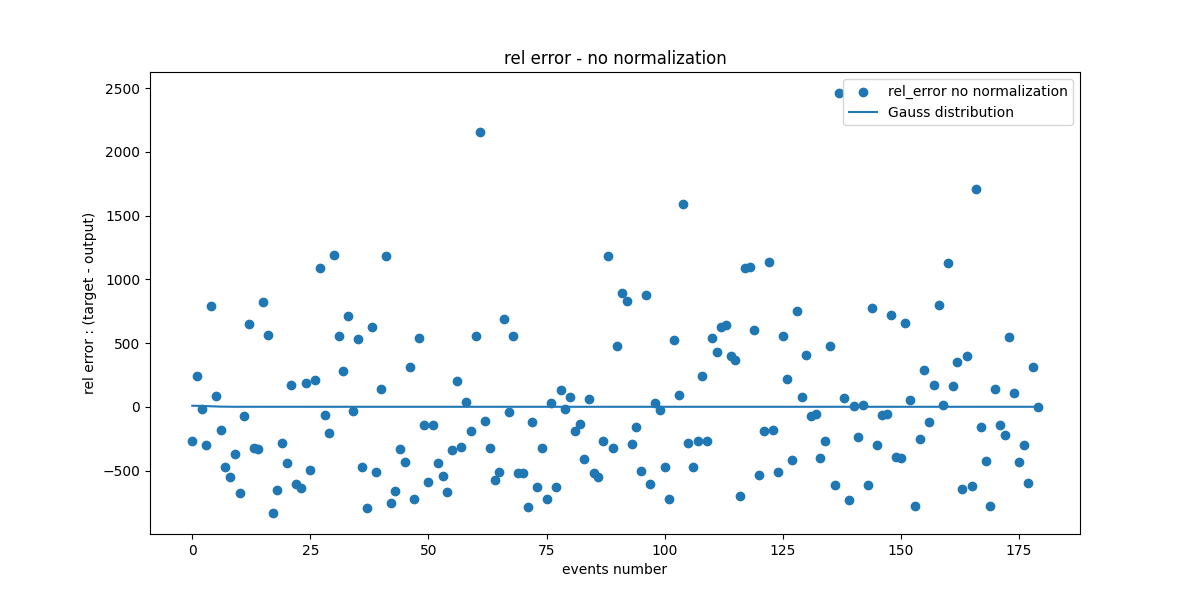 rel error - no normalization
rel_error no normalization
Gauss distribution
rel error : (target - output)
2500
2000
1500
1000
500
0
−500
0 25 50 75 100 125 150 175
events number